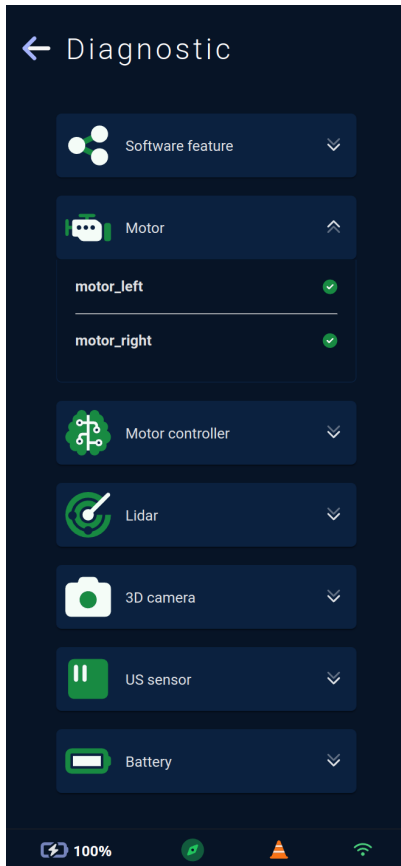 Diagnostic
Software feature
Motor
motor_left
motor_right
Motor controller
Lidar
3D camera
US sensor
Battery
100%